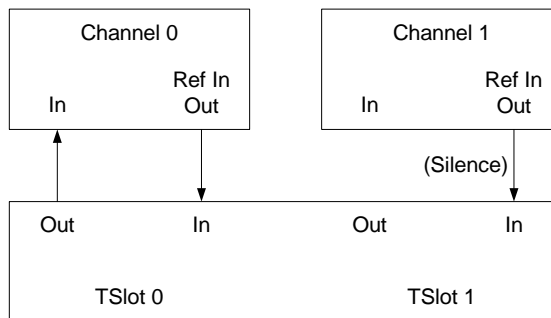 Channel 0
Channel 1
Ref In
In
Out
Ref In
In
Out
(Silence)
Out
In
Out
In
TSlot 0
TSlot 1